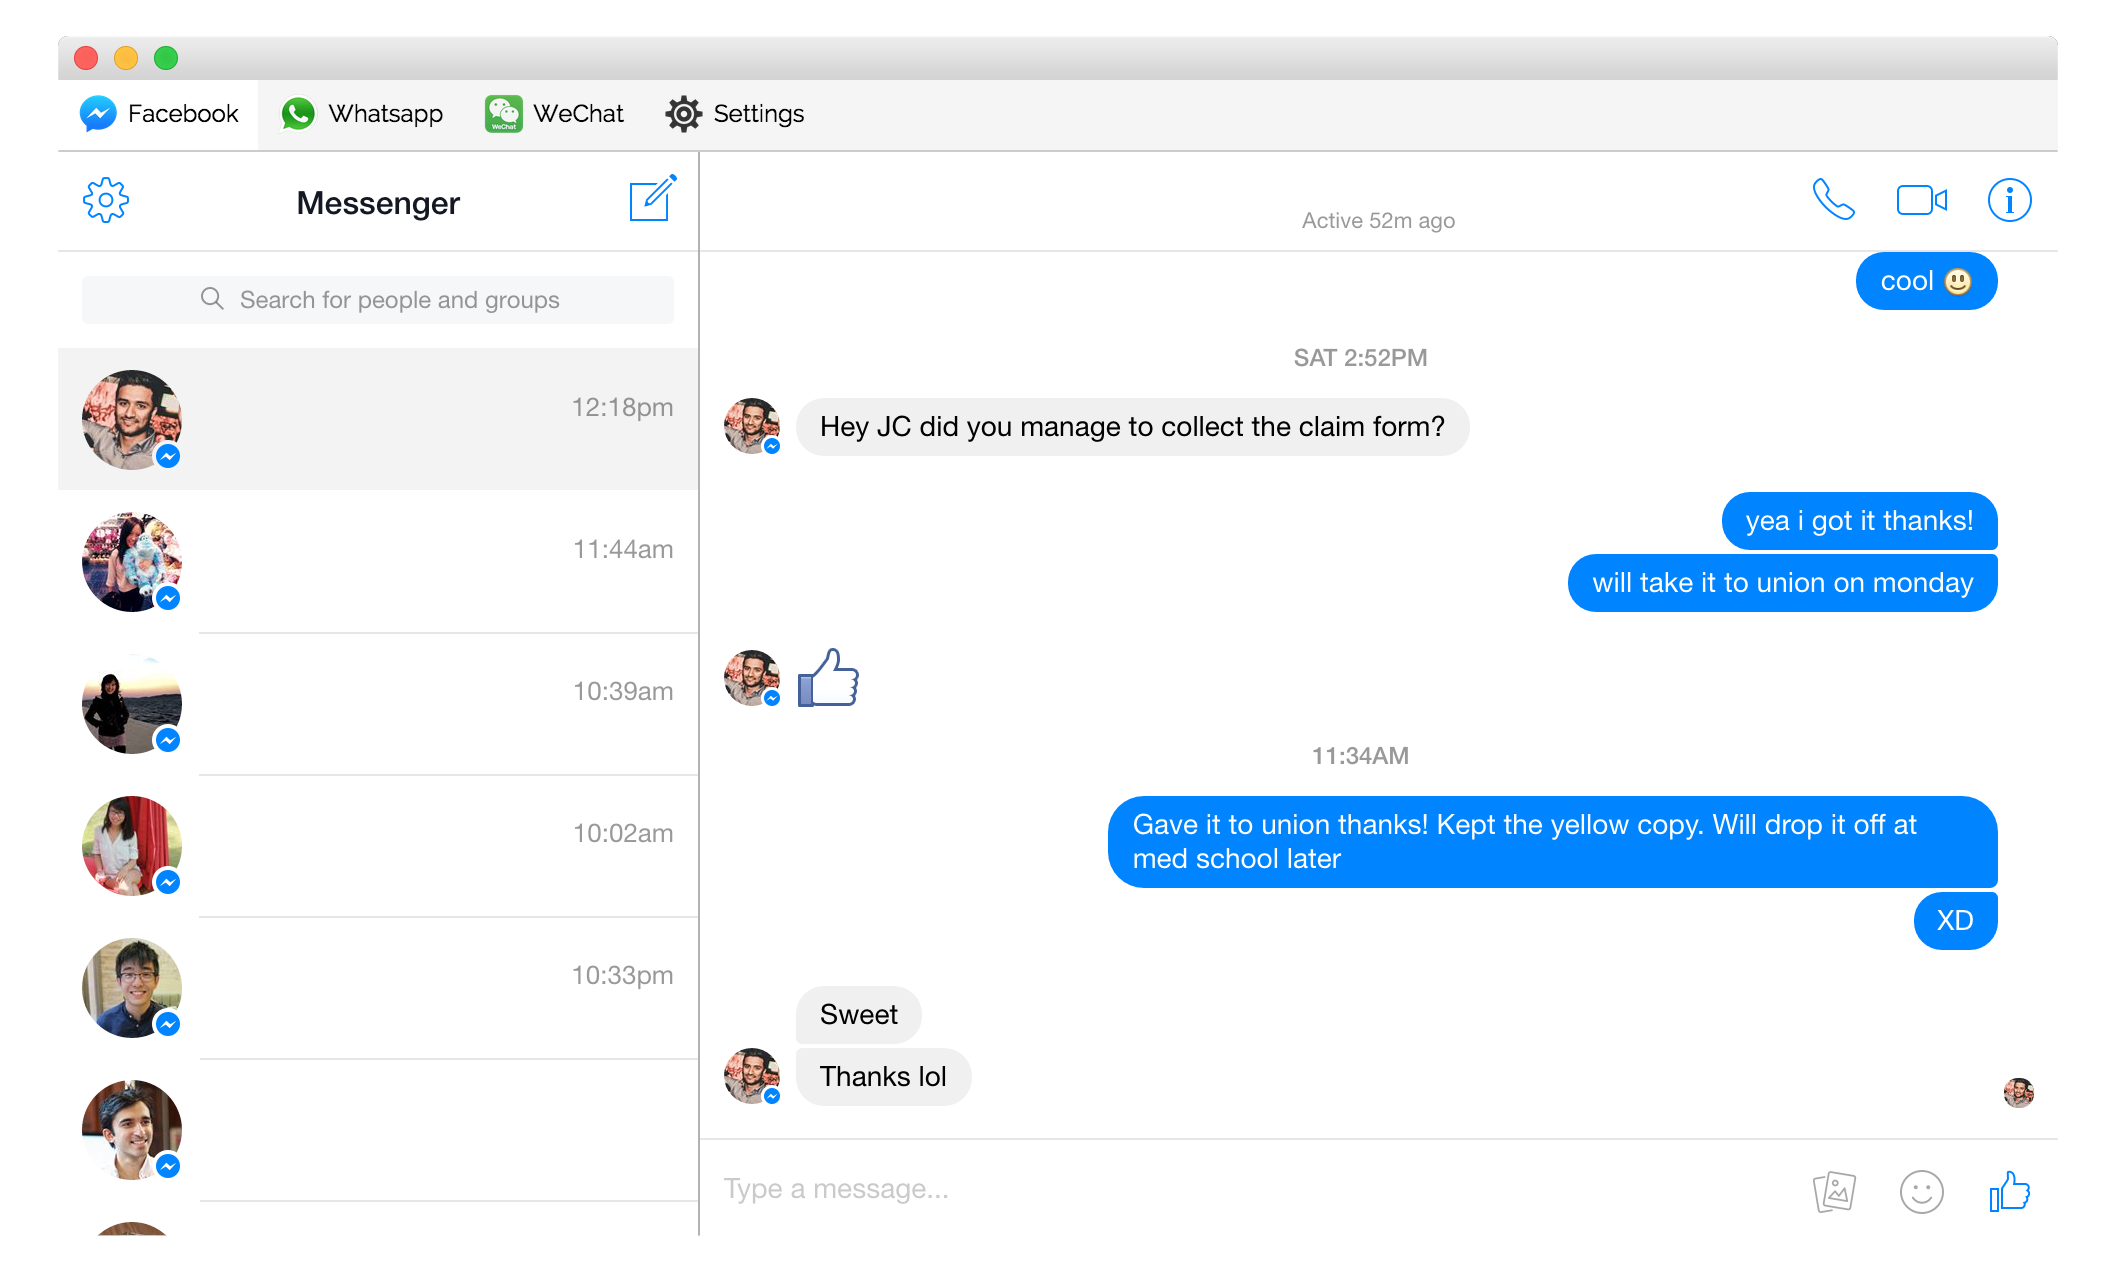 Facebook
Whatsapp
WeChat
WeChat
Settings
Messenger
Search for people and groups
12:18pm
11:44am
10:39am
10:02am
10:33pm
Active 52m ago
cool
SAT 2:52PM
Hey JC did you manage to collect the claim form?
yea i got it thanks!
will take it to union on monday
11:34AM
Gave it to union thanks! Kept the yellow copy. Will drop it off at
med school later
XD
Sweet
Thanks lol
Type a message...